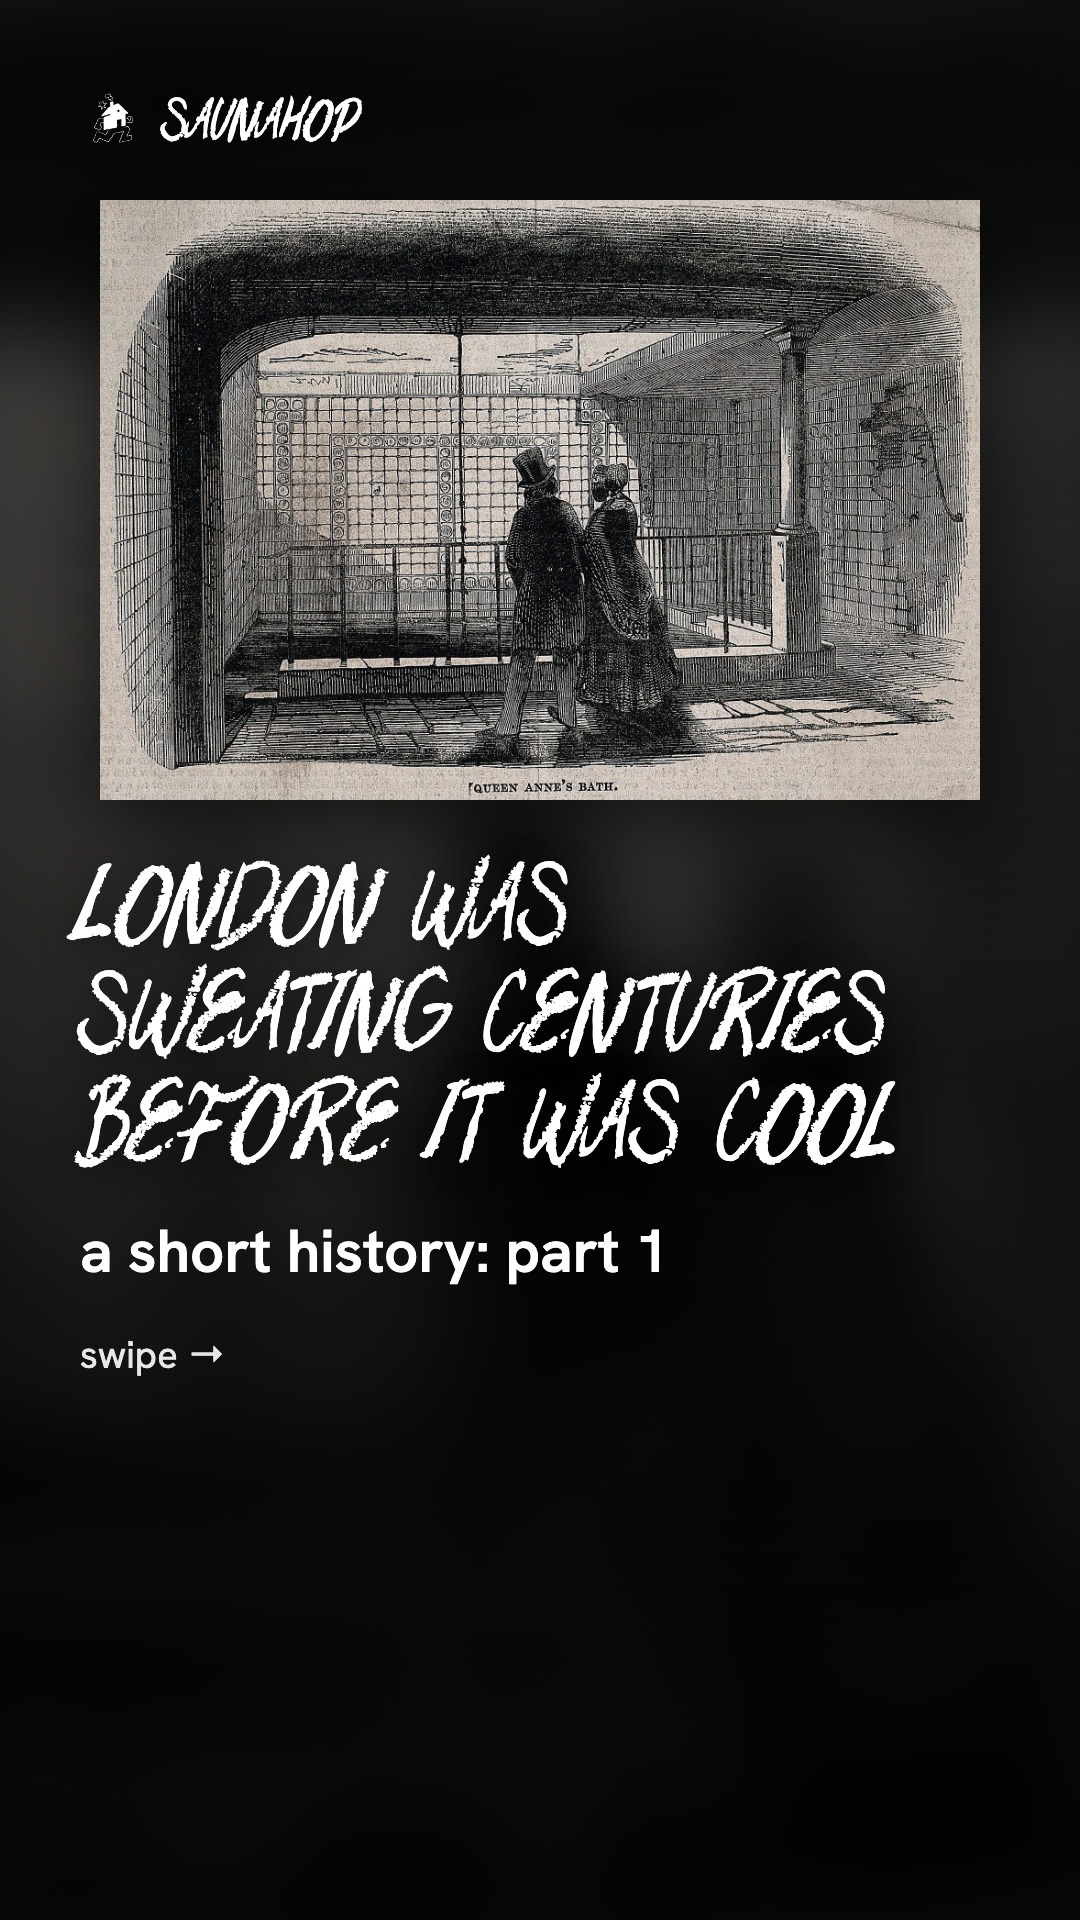 SAUNAHOP
"QUEEN ANNE'S BATH.
LONDON WAS
SWEATING CENTURIES
BEFORE IT WAS COOL
a short history: part 1
swipe →